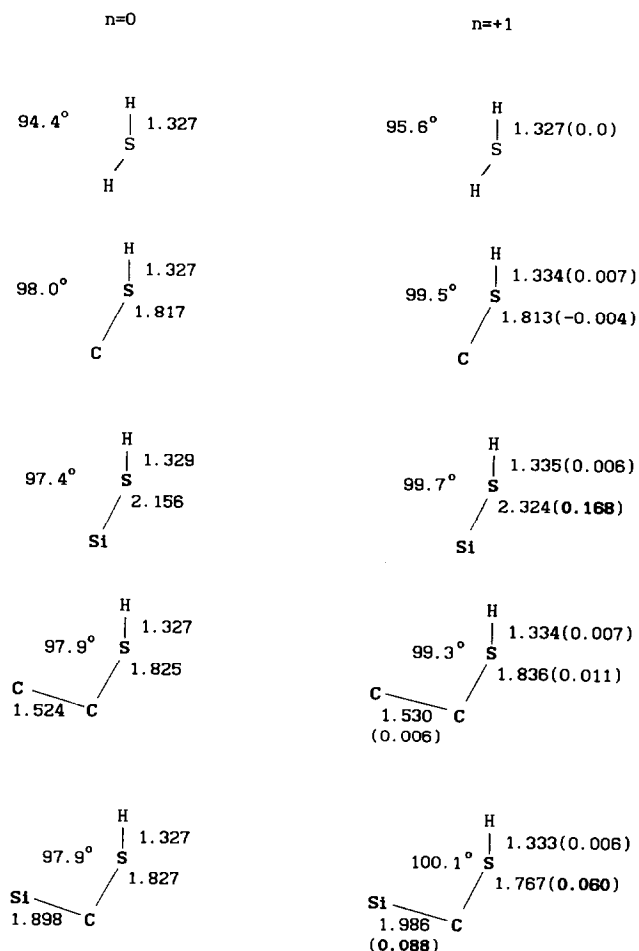 n=0 n=+1
H H
94.4° 1.327 95.6° 1.327(0.0)
S S
H H
H H
98.0° 1.327 99.5° 1.334(0.007)
S S
1.817 1.813(-0.004)
C C
H H
97.4° 1.329 99.7° 1.335(0.006)
S S
2.156 2.324(0.168)
Si Si
H H
97.9° 1.327 99.3° 1.334(0.007)
S S
1.825 1.836(0.011)
C C
1.524 C 1.530 C
(0.006)
H H
97.9° 1.327 100.1° 1.333(0.006)
S S
1.827 1.767(0.060)
Si Si
1.898 C 1.986 C
(0.088)